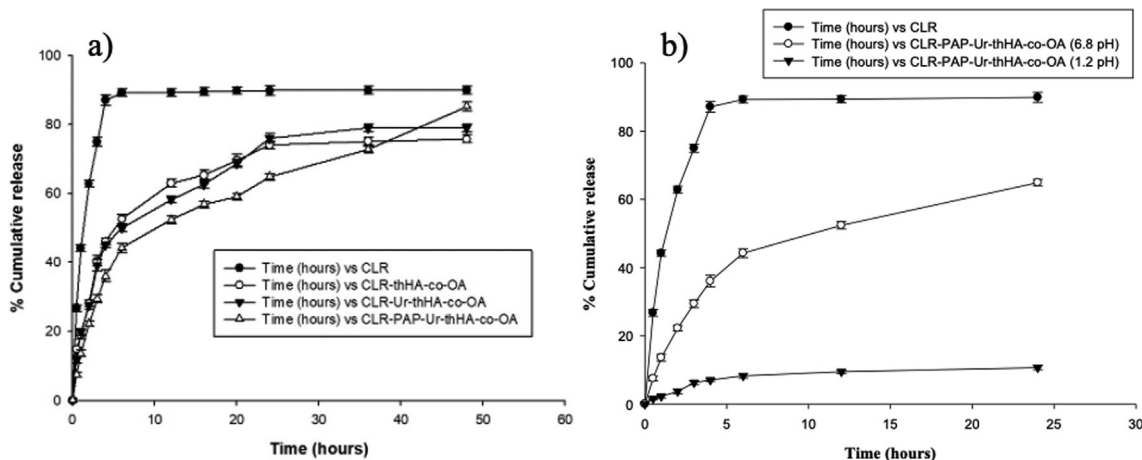 a)
% Cumulative release
100
80
60
40
20
0
Time (hours) vs CLR
Time (hours) vs CLR-thHA-co-OA
Time (hours) vs CLR-Ur-thHA-co-OA
Time (hours) vs CLR-PAP-Ur-thHA-co-OA
0 10 20 30 40 50 60
Time (hours)
b)
Time (hours) vs CLR
Time (hours) vs CLR-PAP-Ur-thHA-co-OA (6.8 pH)
Time (hours) vs CLR-PAP-Ur-thHA-co-OA (1.2 pH)
% Cumulative release
100
80
60
40
20
0
0 5 10 15 20 25 30
Time (hours)